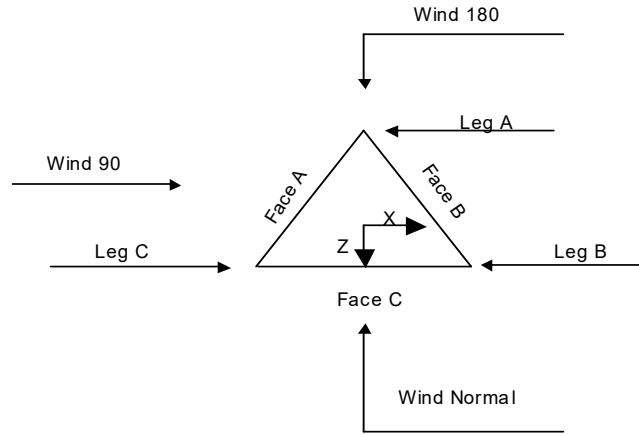 Wind 180
Leg A
Wind 90
Face A
Face B
X
Z
Leg C
Leg B
Face C
Wind Normal